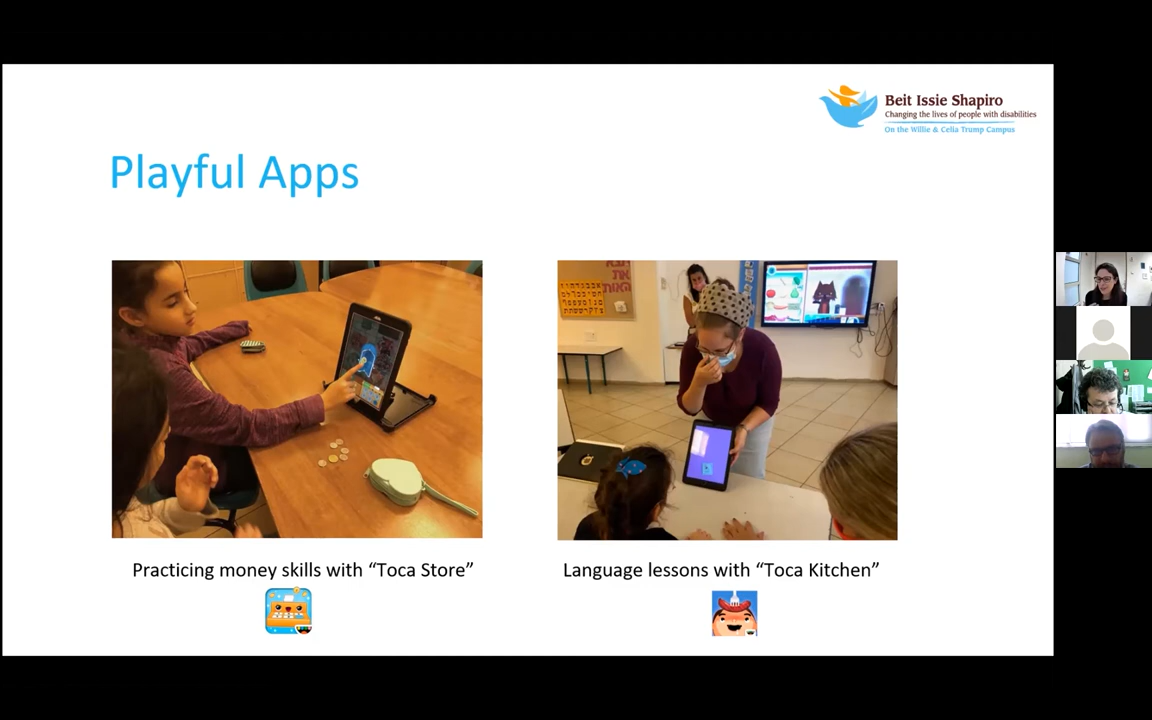 Beit Issie Shapiro
Changing the lives of people with disabilities
On the Willie & Celia Trump Campus
Playful Apps
Practicing money skills with “Toca Store”
Language lessons with “Toca Kitchen”